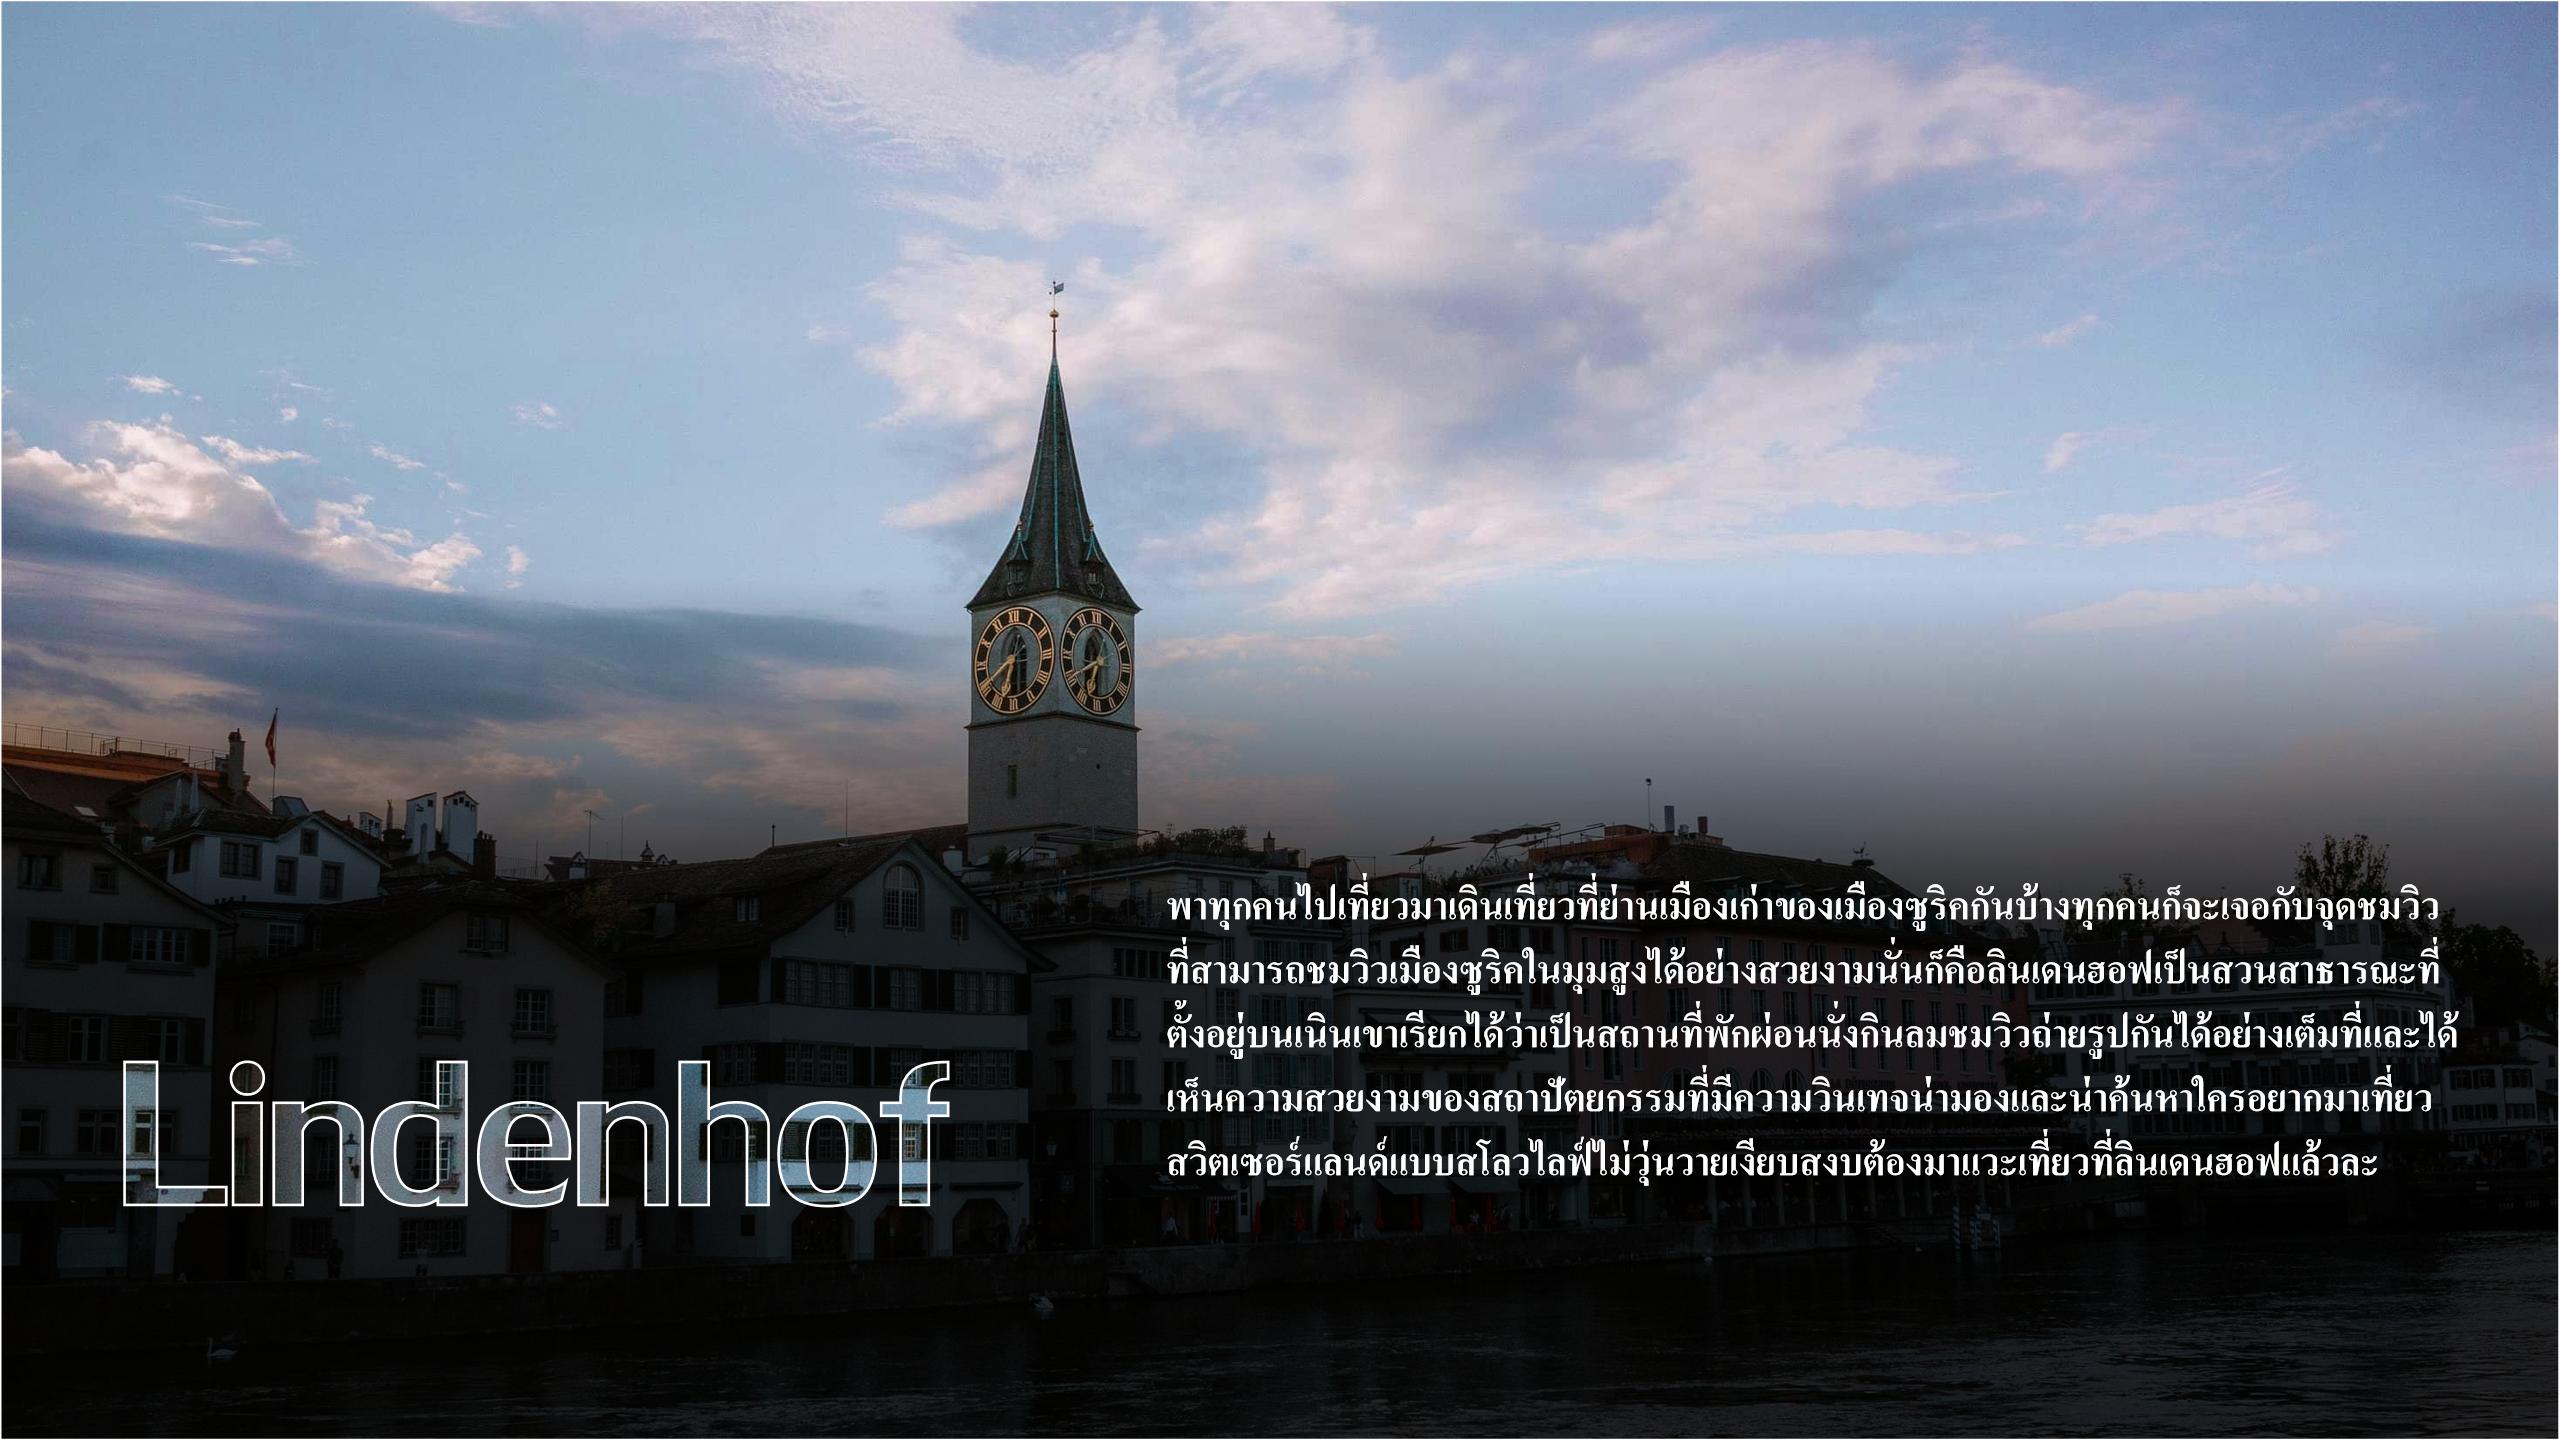 พาทุกคนไปเที่ยวมาเดินเที่ยวที่ย่านเมืองเก่าของเมืองซูริคกันบ้างทุกคนก็จะเจอกับจุดชมวิว
ที่สามารถชมวิวเมืองซูริคในมุมสูงได้อย่างสวยงามนั่นก็คือลินเดนฮอฟเป็นสวนสาธารณะที่
ตั้งอยู่บนเนินเขาเรียกได้ว่าเป็นสถานที่พักผ่อนนั่งกินลมชมวิวถ่ายรูปกันได้อย่างเต็มที่และได้
เห็นความสวยงามของสถาปัตยกรรมที่มีความวินเทจน่ามองและน่าค้นหาใครอยากมาเที่ยว
สวิตเซอร์แลนด์แบบสโลวไลฟ์ไม่วุ่นวายเงียบสงบต้องมาแวะเที่ยวที่ลินเดนฮอฟแล้วละ
Lindenhof